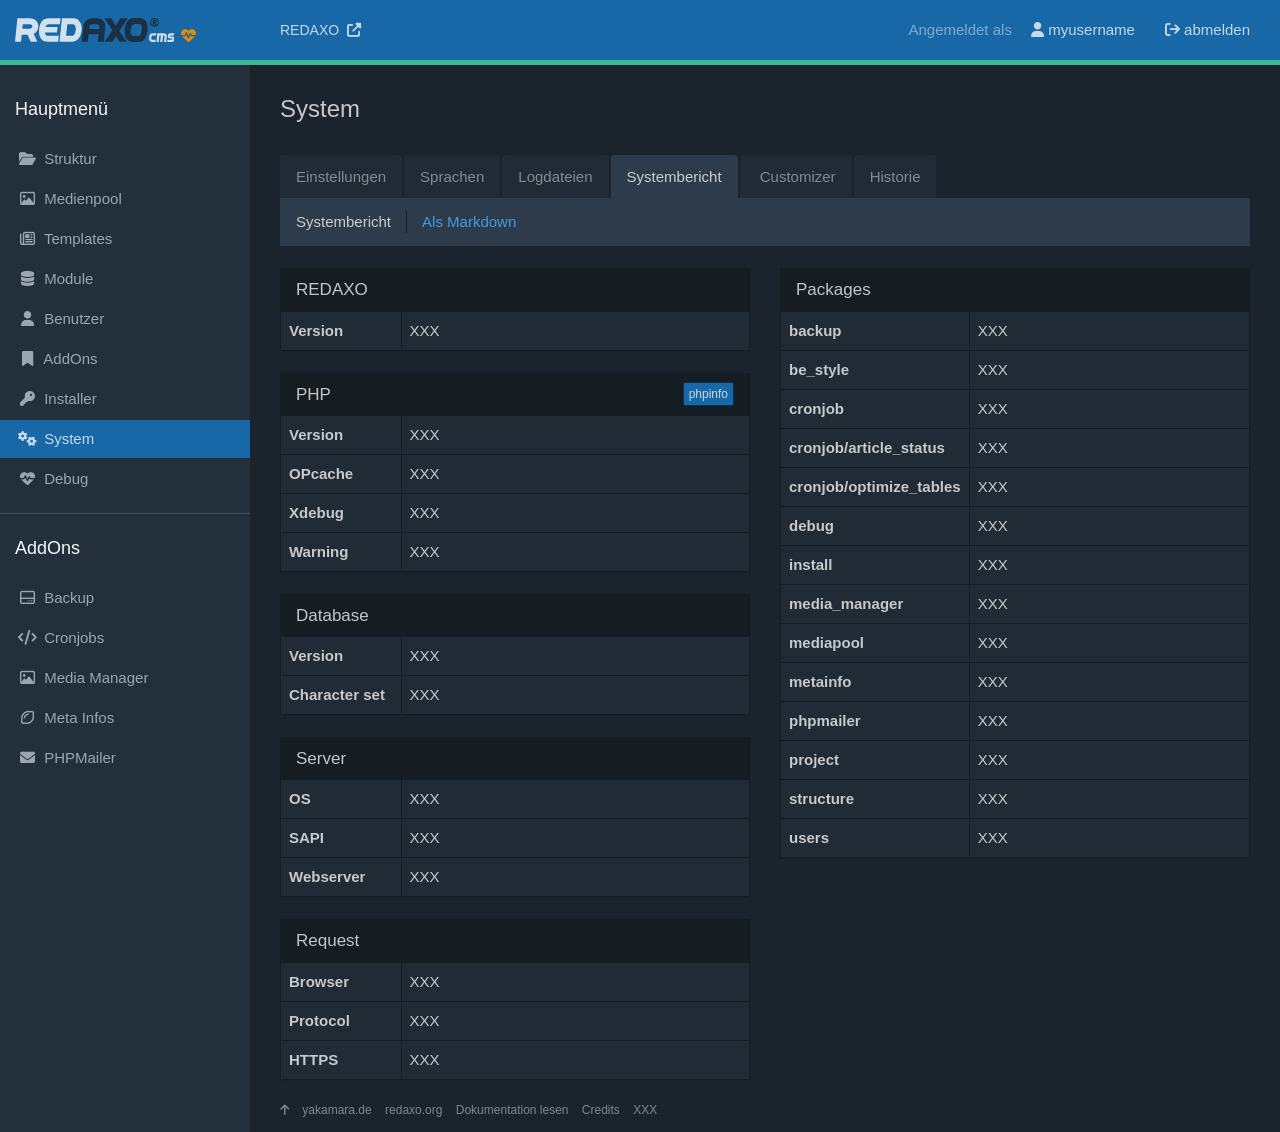 REDAXO® cms
REDAXO
Angemeldet als myusername abmelden
Hauptmenü
Struktur
Medienpool
Templates
Module
Benutzer
AddOns
Installer
System
Debug
AddOns
Backup
Cronjobs
Media Manager
Meta Infos
PHPMailer
System
Einstellungen Sprachen Logdateien Systembericht Customizer Historie
Systembericht Als Markdown
REDAXO
Version XXX
PHP phpinfo
Version XXX
OPcache XXX
Xdebug XXX
Warning XXX
Database
Version XXX
Character set XXX
Server
OS XXX
SAPI XXX
Webserver XXX
Request
Browser XXX
Protocol XXX
HTTPS XXX
Packages
backup XXX
be_style XXX
cronjob XXX
cronjob/article_status XXX
cronjob/optimize_tables XXX
debug XXX
install XXX
media_manager XXX
mediapool XXX
metainfo XXX
phpmailer XXX
project XXX
structure XXX
users XXX
yakamara.de redaxo.org Dokumentation lesen Credits XXX